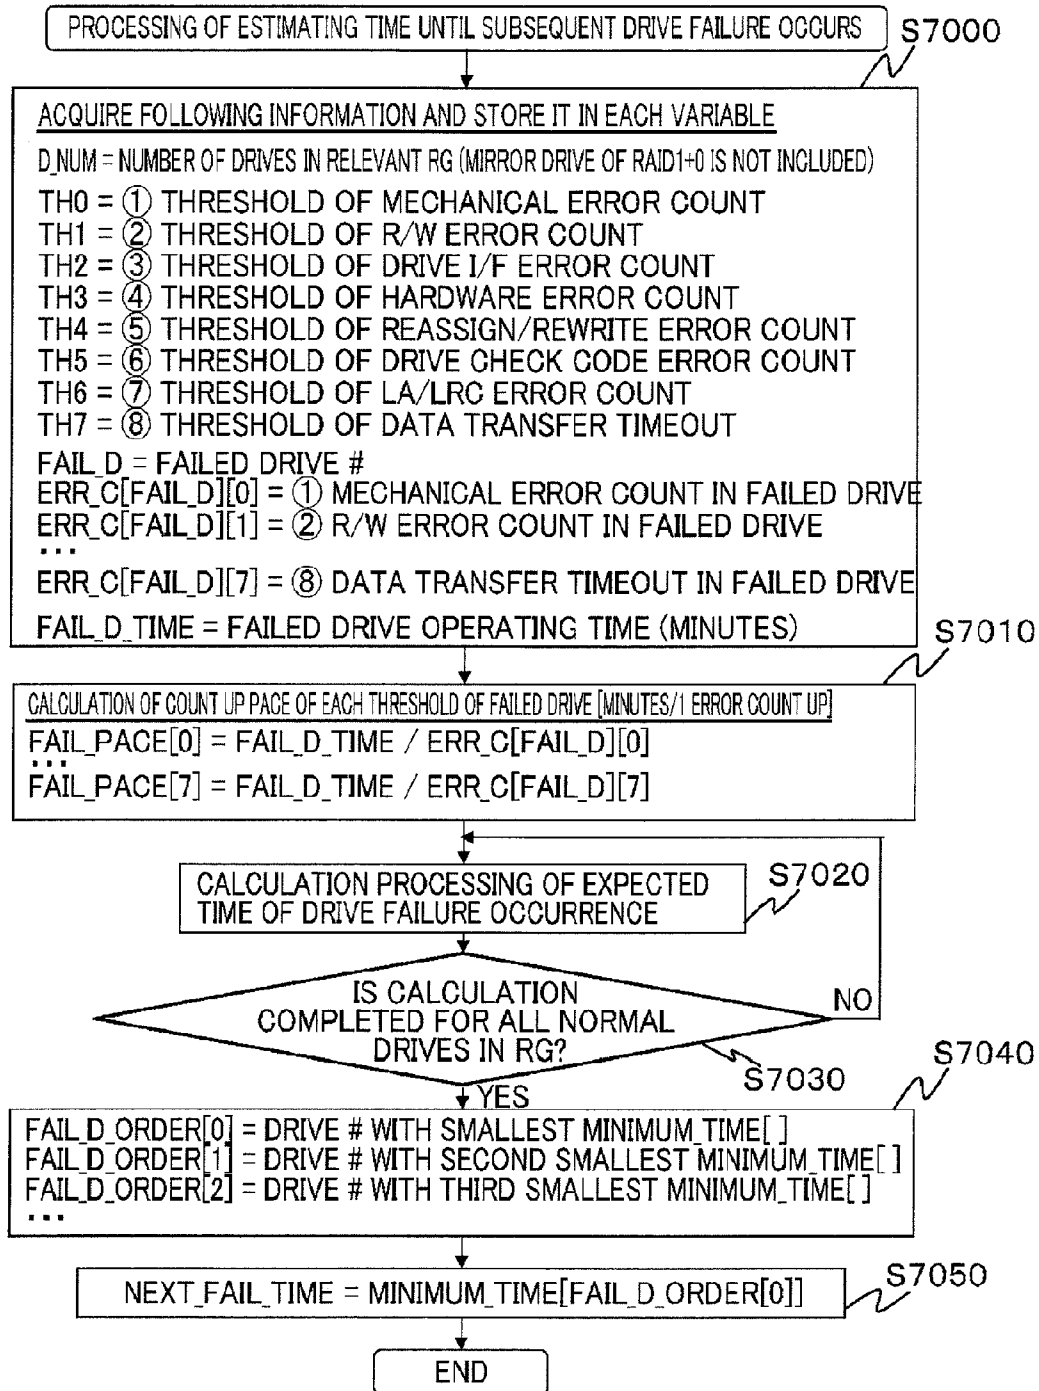 PROCESSING OF ESTIMATING TIME UNTIL SUBSEQUENT DRIVE FAILURE OCCURS
S7000
ACQUIRE FOLLOWING INFORMATION AND STORE IT IN EACH VARIABLE
D_NUM = NUMBER OF DRIVES IN RELEVANT RG (MIRROR DRIVE OF RAID1+0 IS NOT INCLUDED)
TH0 = ① THRESHOLD OF MECHANICAL ERROR COUNT
TH1 = ② THRESHOLD OF R/W ERROR COUNT
TH2 = ③ THRESHOLD OF DRIVE I/F ERROR COUNT
TH3 = ④ THRESHOLD OF HARDWARE ERROR COUNT
TH4 = ⑤ THRESHOLD OF REASSIGN/REWRITE ERROR COUNT
TH5 = ⑥ THRESHOLD OF DRIVE CHECK CODE ERROR COUNT
TH6 = ⑦ THRESHOLD OF LA/LRC ERROR COUNT
TH7 = ⑧ THRESHOLD OF DATA TRANSFER TIMEOUT
FAIL_D = FAILED DRIVE #
ERR_C[FAIL_D][0] = ① MECHANICAL ERROR COUNT IN FAILED DRIVE
ERR_C[FAIL_D][1] = ② R/W ERROR COUNT IN FAILED DRIVE
...
ERR_C[FAIL_D][7] = ⑧ DATA TRANSFER TIMEOUT IN FAILED DRIVE
FAIL_D_TIME = FAILED DRIVE OPERATING TIME (MINUTES)
S7010
CALCULATION OF COUNT UP PACE OF EACH THRESHOLD OF FAILED DRIVE [MINUTES/1 ERROR COUNT UP]
FAIL_PACE[0] = FAIL_D_TIME / ERR_C[FAIL_D][0]
...
FAIL_PACE[7] = FAIL_D_TIME / ERR_C[FAIL_D][7]
S7020
CALCULATION PROCESSING OF EXPECTED
TIME OF DRIVE FAILURE OCCURRENCE
IS CALCULATION
COMPLETED FOR ALL NORMAL
DRIVES IN RG?
NO
S7030
YES
S7040
FAIL_D_ORDER[0] = DRIVE # WITH SMALLEST MINIMUM_TIME[ ]
FAIL_D_ORDER[1] = DRIVE # WITH SECOND SMALLEST MINIMUM_TIME[ ]
FAIL_D_ORDER[2] = DRIVE # WITH THIRD SMALLEST MINIMUM_TIME[ ]
...
S7050
NEXT_FAIL_TIME = MINIMUM_TIME[FAIL_D_ORDER[0]]
END